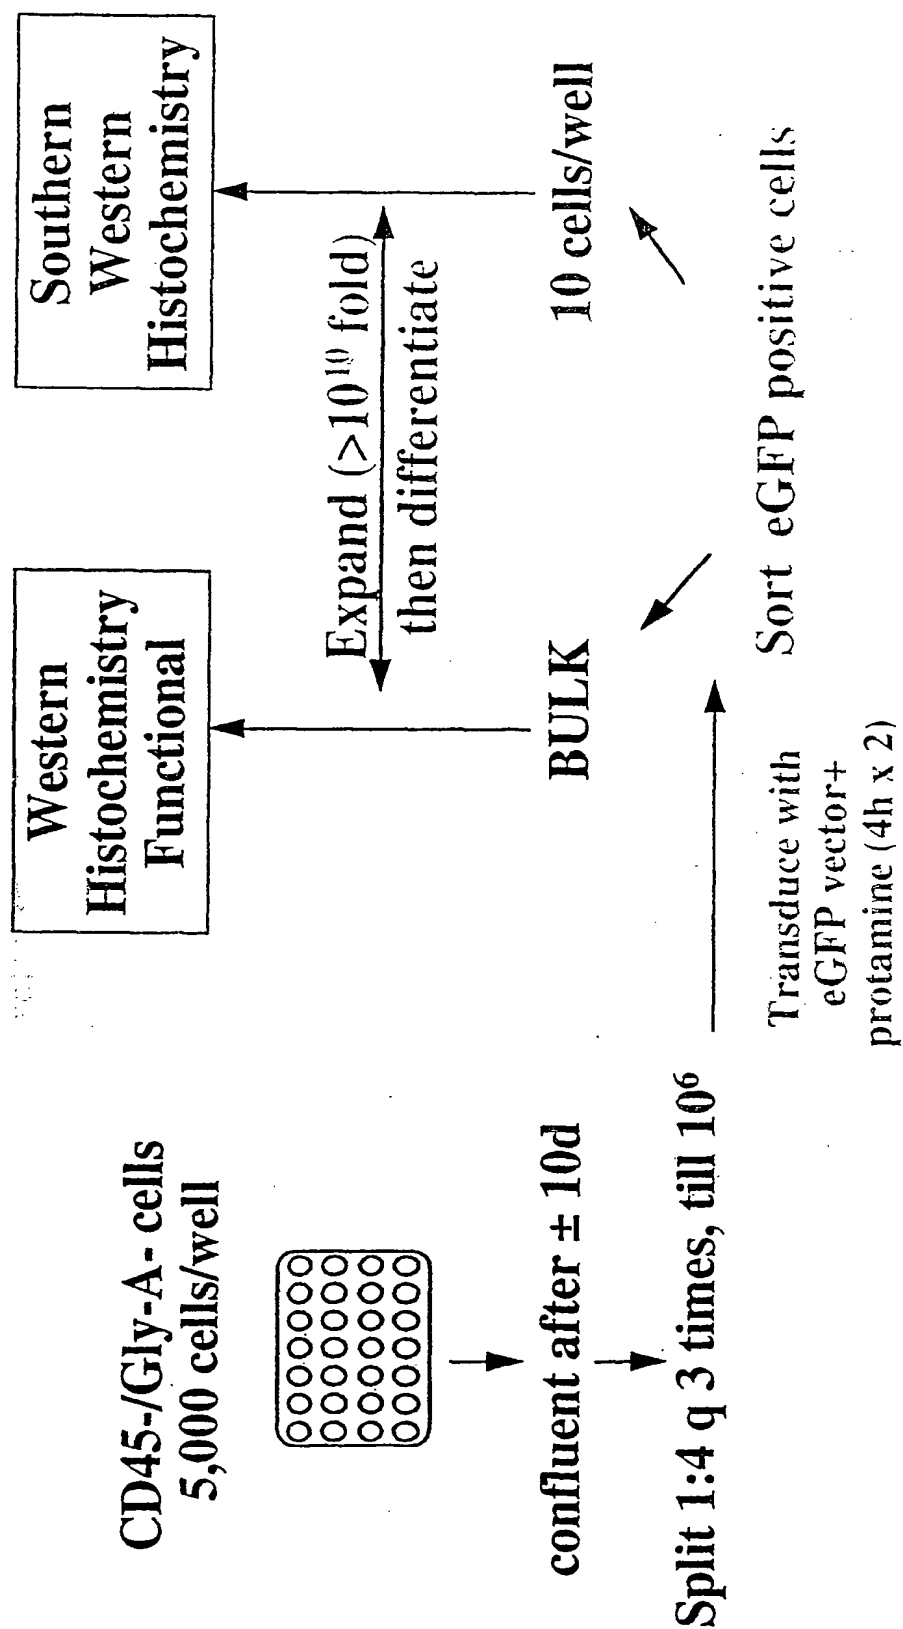 CD45-/Gly-A- cells
5,000 cells/well
confluent after ± 10d
Split 1:4 q 3 times, till 10⁶
Transduce with
eGFP vector+
protamine (4h x 2)
Sort eGFP positive cells
BULK
10 cells/well
Expand (>10¹⁰ fold)
then differentiate
Western
Histochemistry
Functional
Southern
Western
Histochemistry